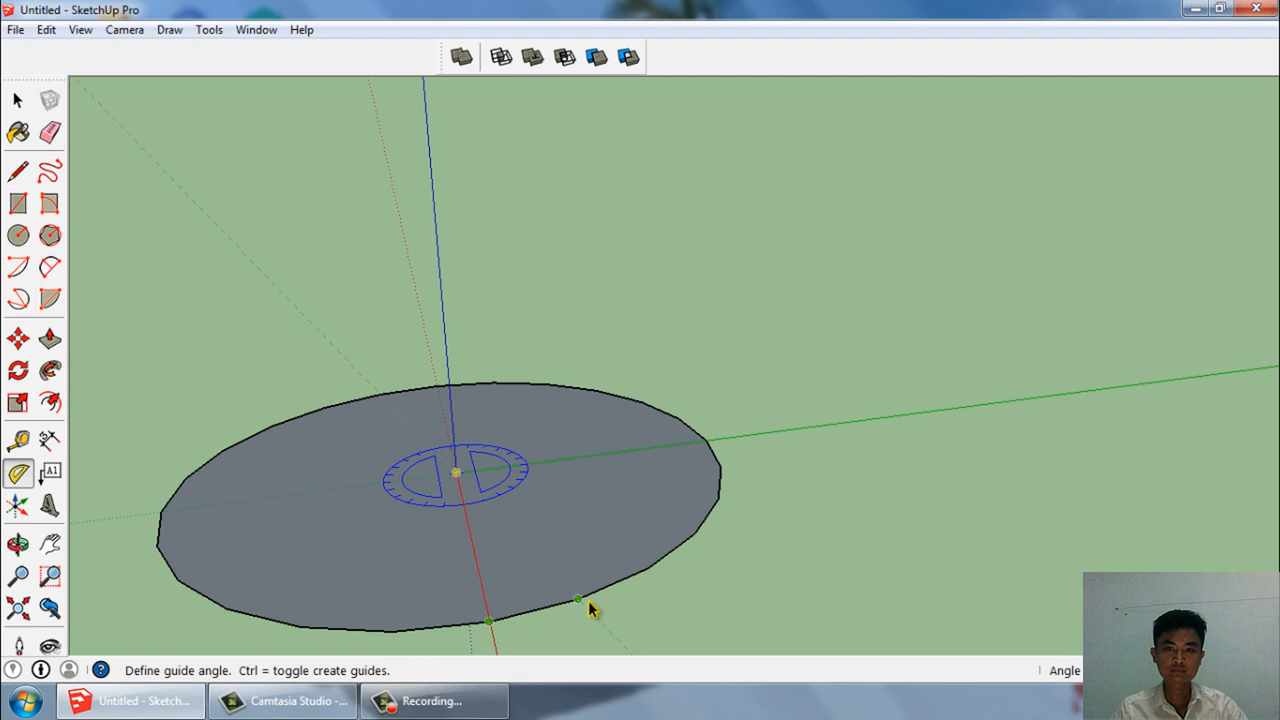 Untitled - SketchUp Pro
File Edit View Camera Draw Tools Window Help
A1
Define guide angle. Ctrl = toggle create guides.
Angle
Untitled - Sketch...
Camtasia Studio -...
Recording...